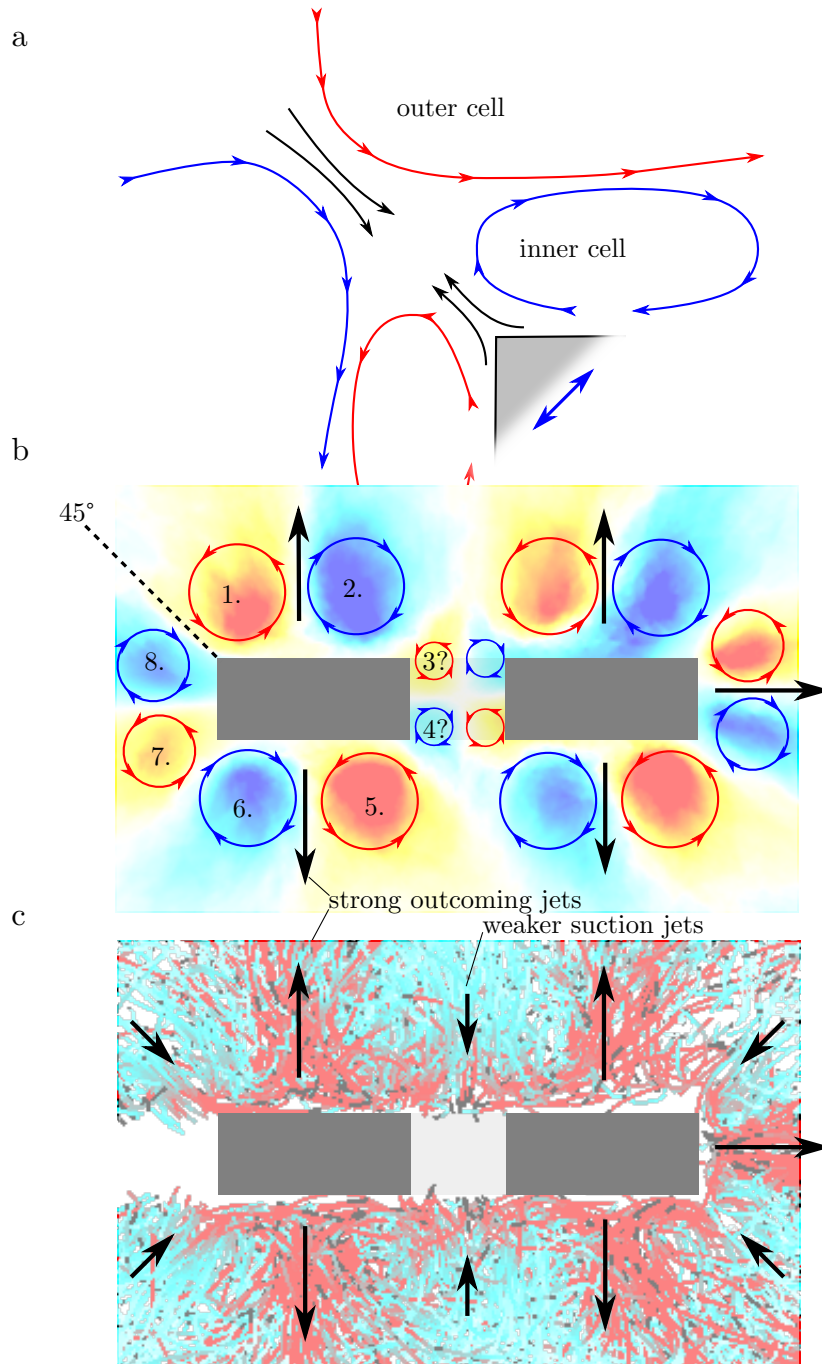 a
outer cell
inner cell
b
45°
1.
2.
3?
8.
4?
7.
6.
5.
strong outcoming jets
c
weaker suction jets